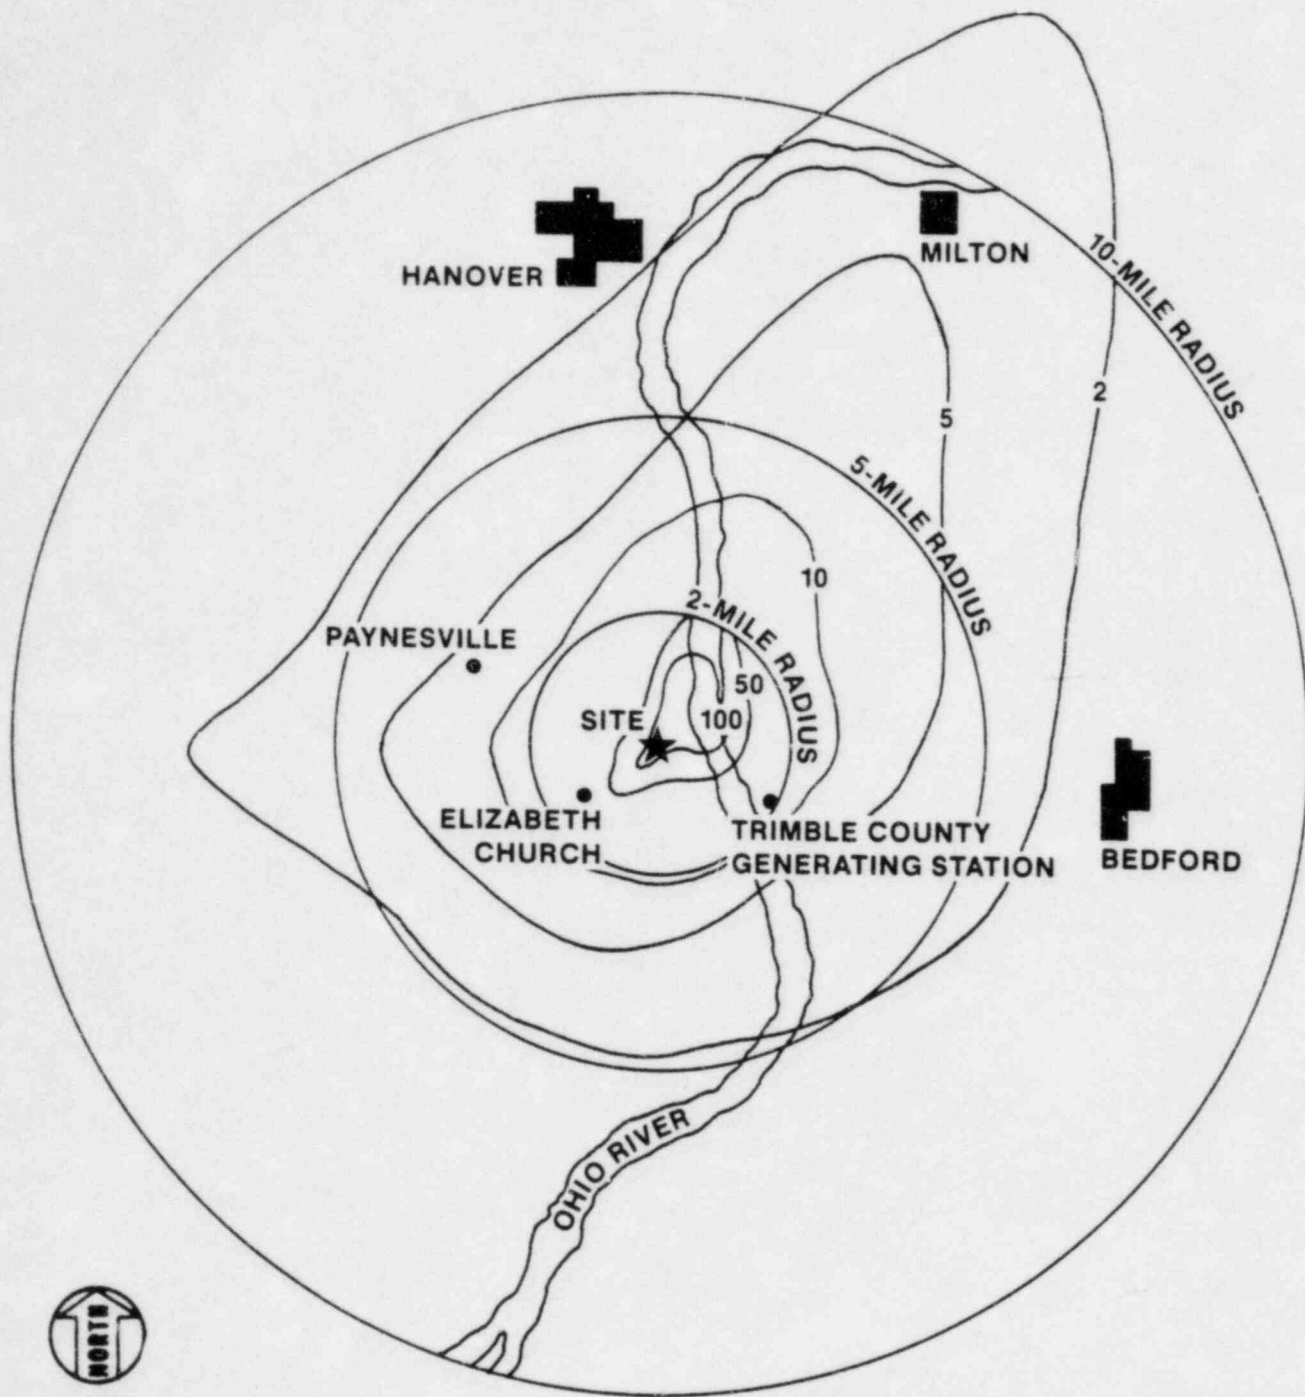 HANOVER
MILTON
10-MILE RADIUS
2
5
5-MILE RADIUS
10
2-MILE RADIUS
PAYNESVILLE
50
SITE
100
ELIZABETH
CHURCH
TRIMBLE COUNTY
GENERATING STATION
BEDFORD
OHIO RIVER
NORTH